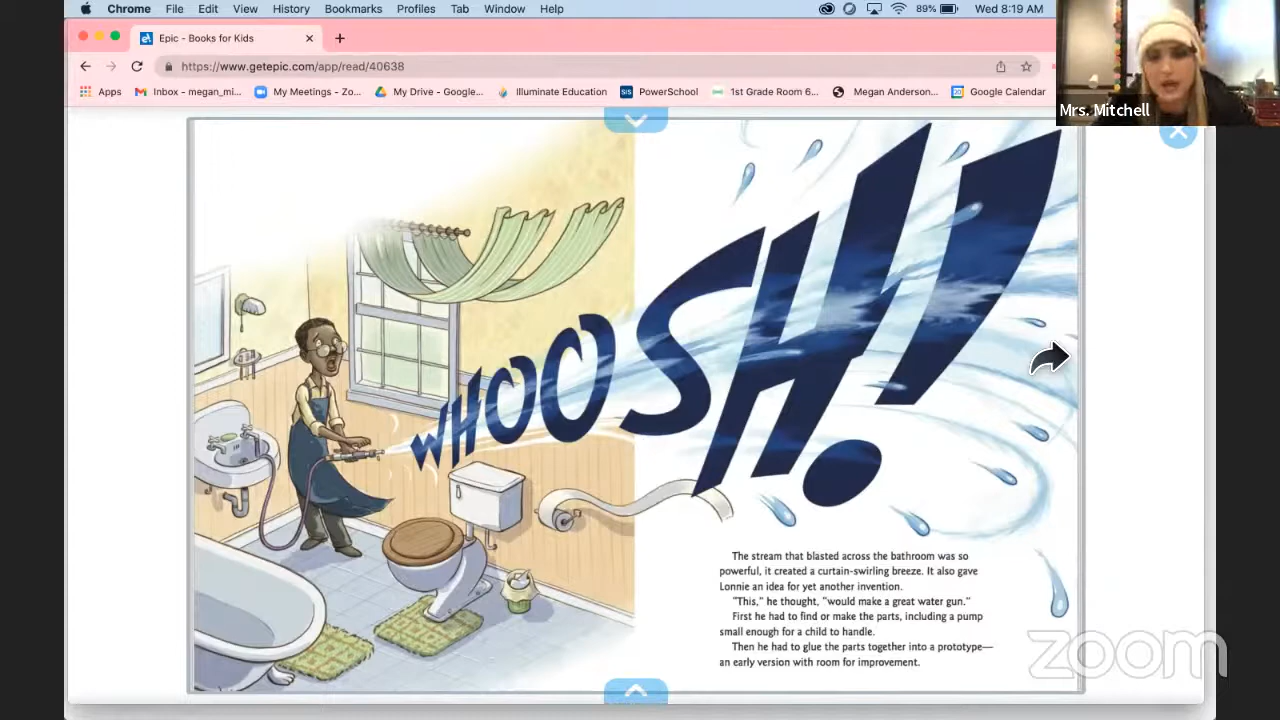 Chrome File Edit View History Bookmarks Profiles Tab Window Help 89% Wed 8:19 AM
Epic - Books for Kids
https://www.getepic.com/app/read/40638
Apps Inbox - megan_mi... My Meetings - Zo... My Drive - Google... Illuminate Education SIS PowerSchool 1st Grade Room 6... Megan Anderson... Google Calendar
Mrs. Mitchell
WHOOSH!
The stream that blasted across the bathroom was so
powerful, it created a curtain-swirling breeze. It also gave
Lonnie an idea for yet another invention.
"This," he thought, "would make a great water gun."
First he had to find or make the parts, including a pump
small enough for a child to handle.
Then he had to glue the parts together into a prototype—
an early version with room for improvement.
zoom